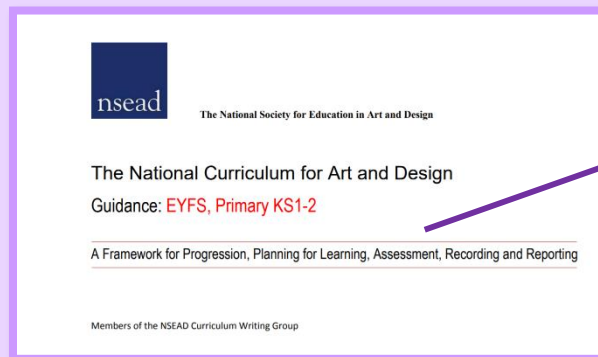 nsead
The National Society for Education in Art and Design
The National Curriculum for Art and Design
Guidance: EYFS, Primary KS1-2
A Framework for Progression, Planning for Learning, Assessment, Recording and Reporting
Members of the NSEAD Curriculum Writing Group